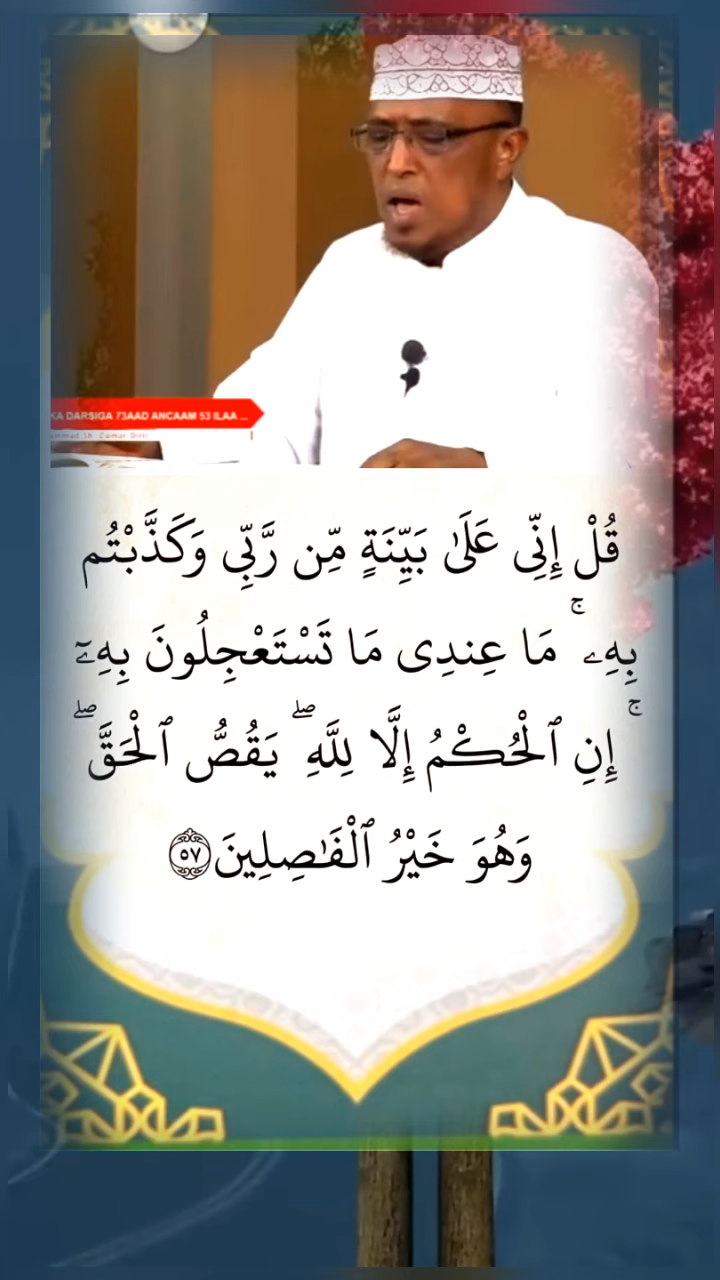 KA DARSIGA 73AAD ANCAAM 53 ILAA ...
قُلْ إِنِّى عَلَىٰ بَيِّنَةٍ مِّن رَّبِّى وَكَذَّبْتُم
بِهِۦ ۚ مَا عِندِى مَا تَسْتَعْجِلُونَ بِهِۦٓ
ۚ إِنِ ٱلْحُكْمُ إِلَّا لِلَّهِ ۖ يَقُصُّ ٱلْحَقَّ ۖ
وَهُوَ خَيْرُ ٱلْفَـٰصِلِينَ ٥٧